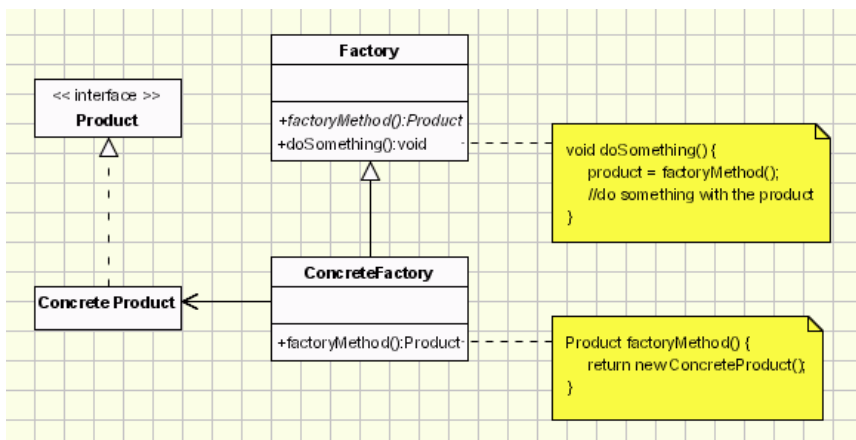 Factory
<< interface >>
Product
+factoryMethod():Product
+doSomething():void
void doSomething() {
product = factoryMethod();
//do something with the product
}
ConcreteFactory
Concrete Product
+factoryMethod():Product
Product factoryMethod() {
return new ConcreteProduct();
}